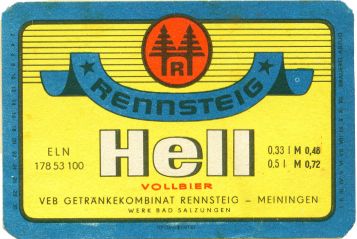 R
RENNSTEIG
Hell
ELN
178 53 100
0,33 l M 0,48
0,5 l M 0,72
VOLLBIER
VEB GETRÄNKEKOMBINAT RENNSTEIG – MEININGEN
WERK BAD SALZUNGEN